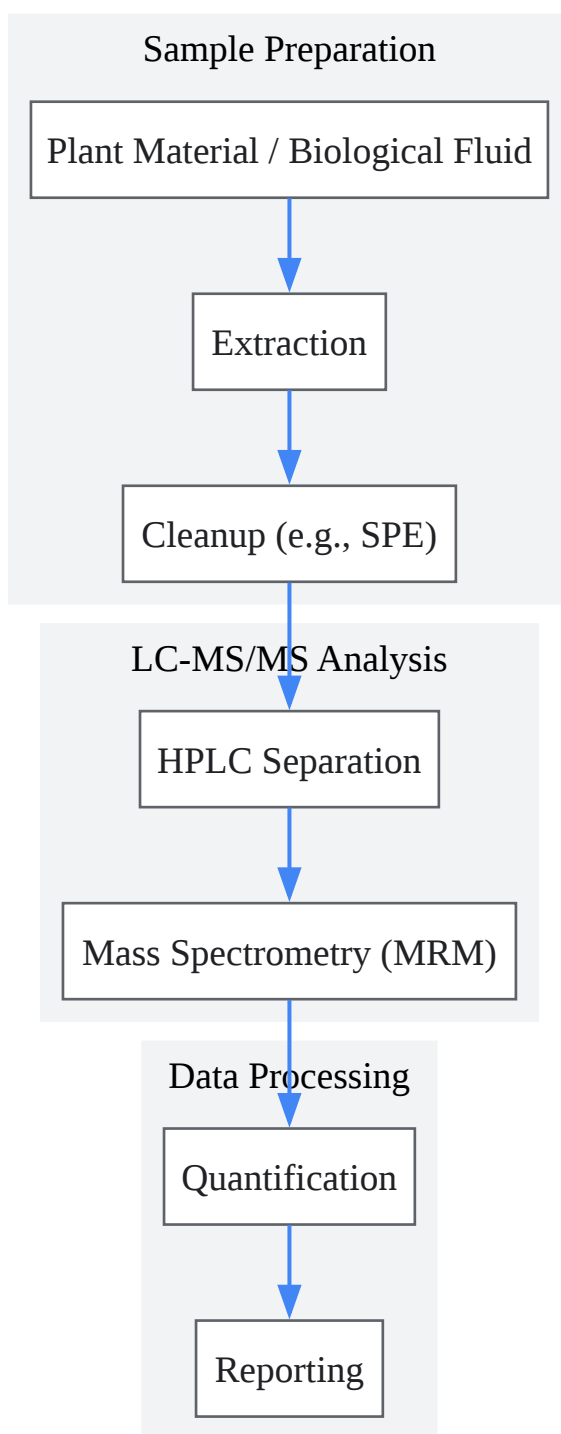 Sample Preparation
Plant Material / Biological Fluid
Extraction
Cleanup (e.g., SPE)
LC-MS/MS Analysis
HPLC Separation
Mass Spectrometry (MRM)
Data Processing
Quantification
Reporting